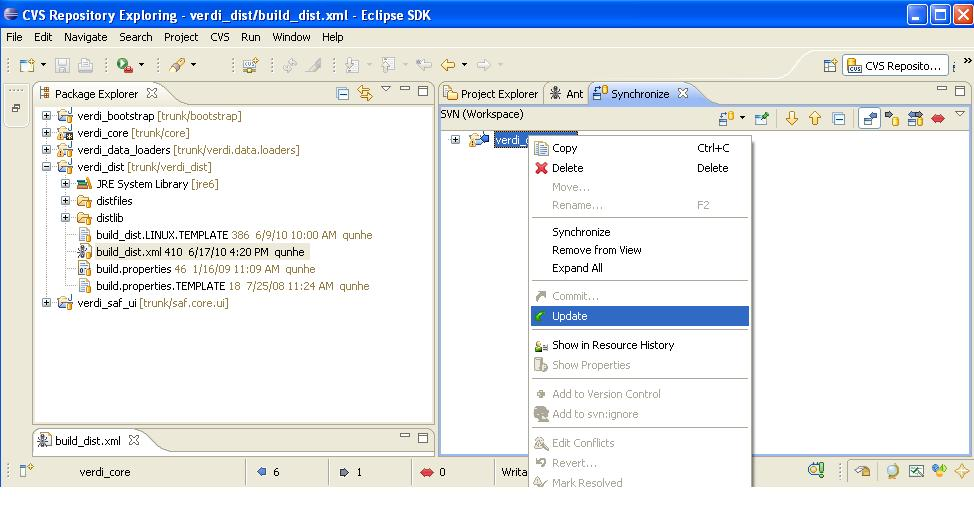 CVS Repository Exploring - verdi_dist/build_dist.xml - Eclipse SDK
File Edit Navigate Search Project CVS Run Window Help
CVS Reposito...
Package Explorer
Project Explorer Ant Synchronize
SVN (Workspace)
verdi_bootstrap [trunk/bootstrap]
verdi_core [trunk/core]
verdi_data_loaders [trunk/verdi.data.loaders]
verdi_dist [trunk/verdi_dist]
JRE System Library [jre6]
distfiles
distlib
build_dist.LINUX.TEMPLATE 386 6/9/10 10:00 AM qunhe
build_dist.xml 410 6/17/10 4:20 PM qunhe
build.properties 46 1/16/09 11:09 AM qunhe
build.properties.TEMPLATE 18 7/25/08 11:24 AM qunhe
verdi_saf_ui [trunk/saf.core.ui]
Copy Ctrl+C
Delete Delete
Move...
Rename... F2
Synchronize
Remove from View
Expand All
Commit...
Update
Show in Resource History
Show Properties
Add to Version Control
Add to svn:ignore
Edit Conflicts
Revert...
Mark Resolved
build_dist.xml
verdi_core 6 1 0 Writa